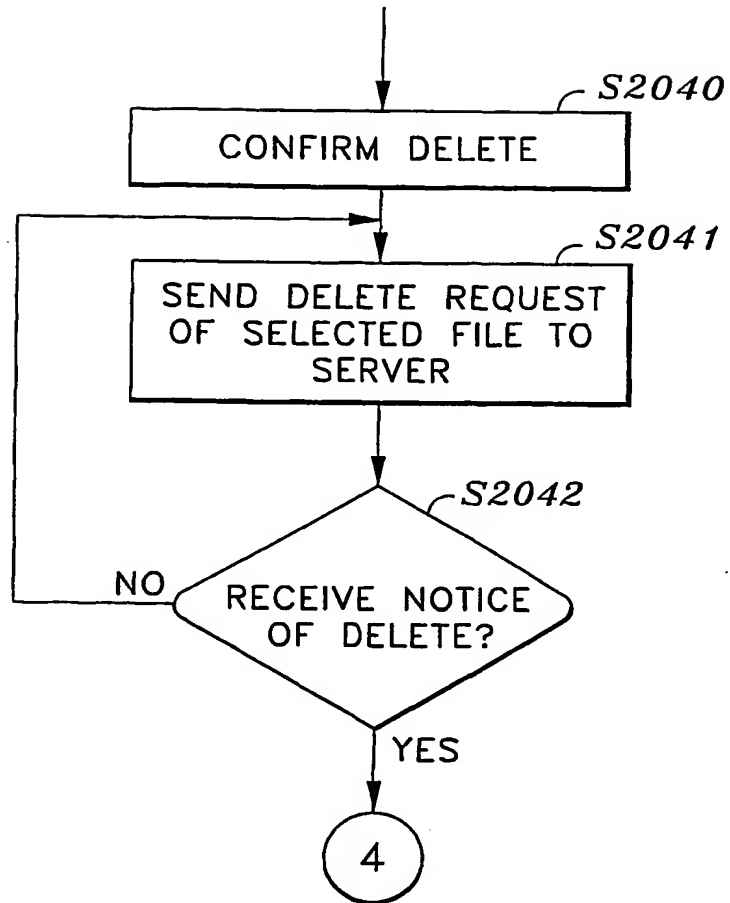 S2040
CONFIRM DELETE
S2041
SEND DELETE REQUEST
OF SELECTED FILE TO
SERVER
S2042
NO
RECEIVE NOTICE
OF DELETE?
YES
4